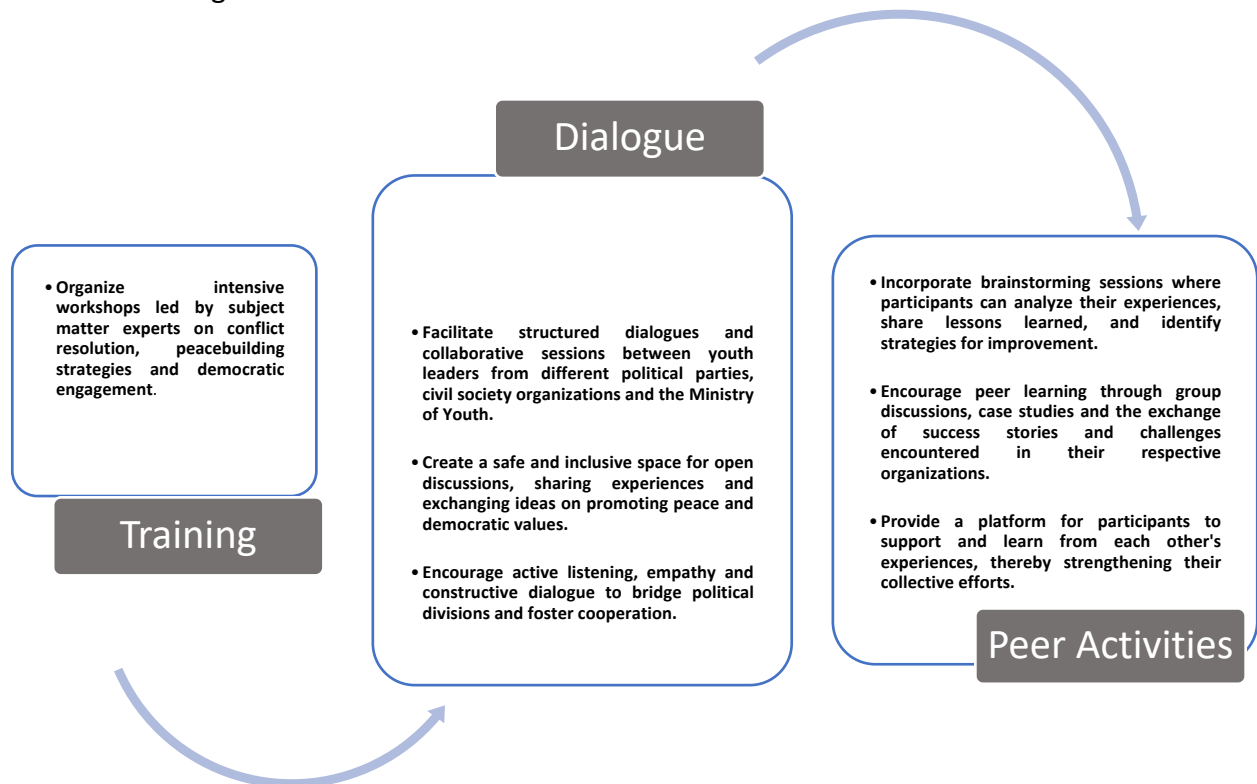 Training
• Organize intensive
workshops led by subject
matter experts on conflict
resolution, peacebuilding
strategies and democratic
engagement.
Dialogue
• Facilitate structured dialogues and
collaborative sessions between youth
leaders from different political parties,
civil society organizations and the Ministry
of Youth.
• Create a safe and inclusive space for open
discussions, sharing experiences and
exchanging ideas on promoting peace and
democratic values.
• Encourage active listening, empathy and
constructive dialogue to bridge political
divisions and foster cooperation.
Peer Activities
• Incorporate brainstorming sessions where
participants can analyze their experiences,
share lessons learned, and identify
strategies for improvement.
• Encourage peer learning through group
discussions, case studies and the exchange
of success stories and challenges
encountered in their respective
organizations.
• Provide a platform for participants to
support and learn from each other's
experiences, thereby strengthening their
collective efforts.